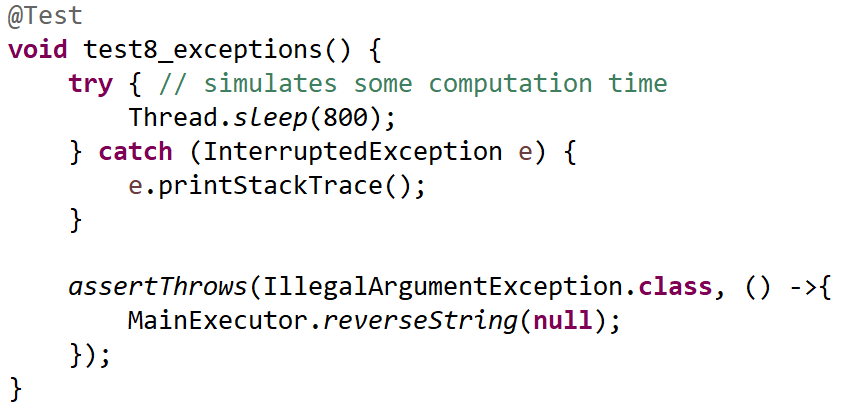 @Test
void test8_exceptions() {
    try { // simulates some computation time
        Thread.sleep(800);
    } catch (InterruptedException e) {
        e.printStackTrace();
    }

    assertThrows(IllegalArgumentException.class, () ->{
        MainExecutor.reverseString(null);
    });
}